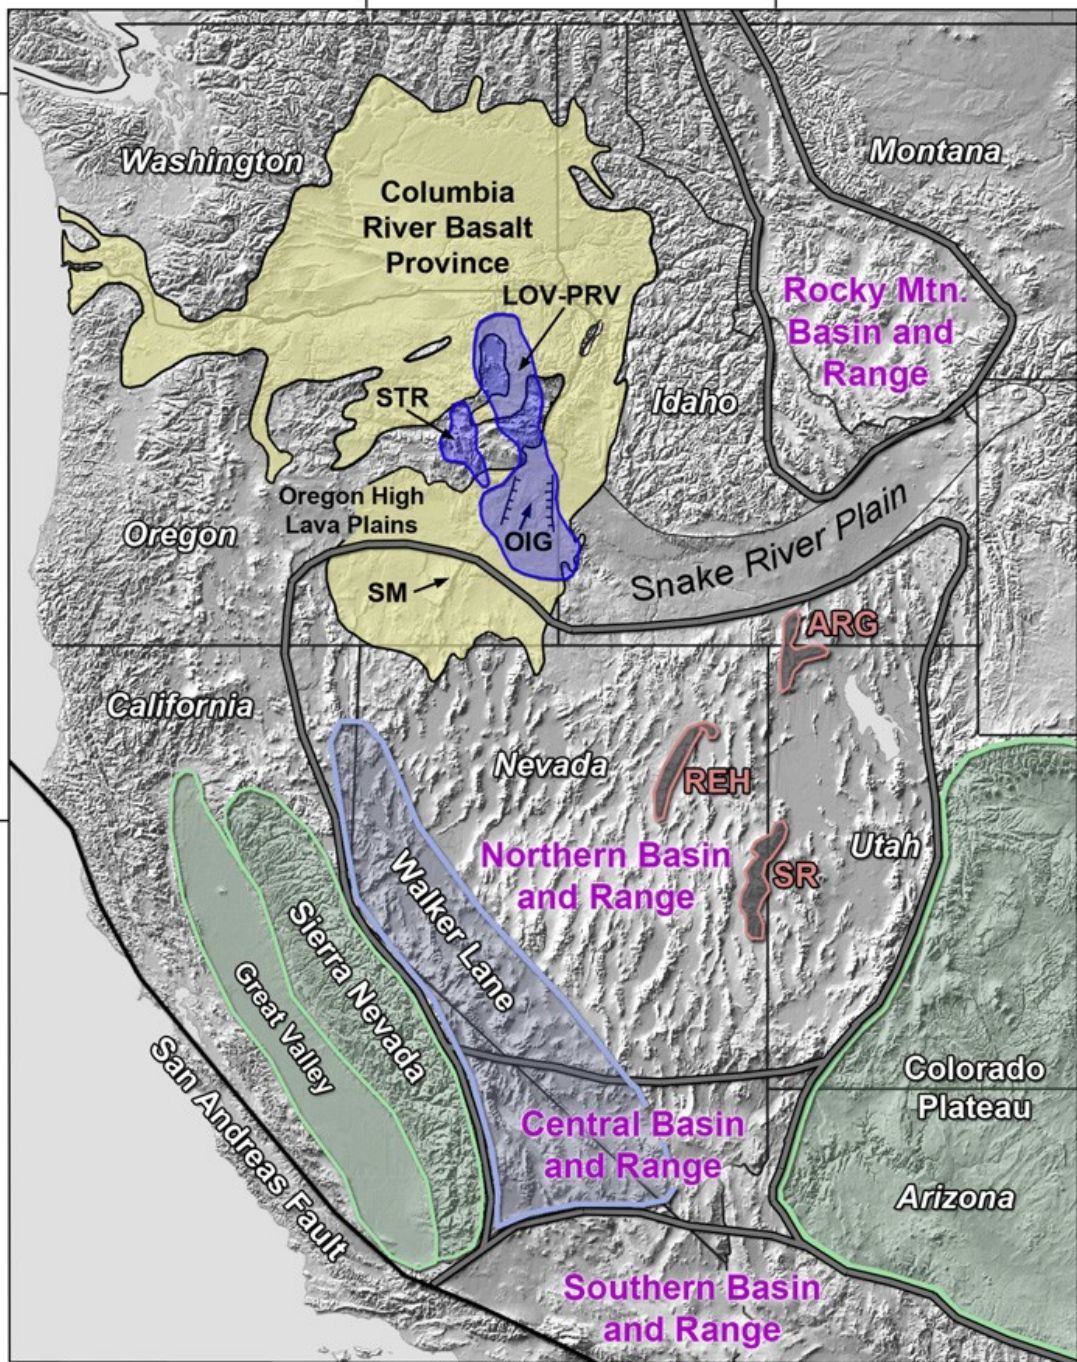 Washington
Montana
Columbia
River Basalt
Province
LOV-PRV
Rocky Mtn.
Basin and
Range
STR
Idaho
Oregon High
Lava Plains
Oregon
OIG
Snake River Plain
SM
ARG
California
Nevada
REH
Utah
Northern Basin
and Range
SR
Walker Lane
Sierra Nevada
Great Valley
San Andreas Fault
Colorado
Plateau
Central Basin
and Range
Arizona
Southern Basin
and Range